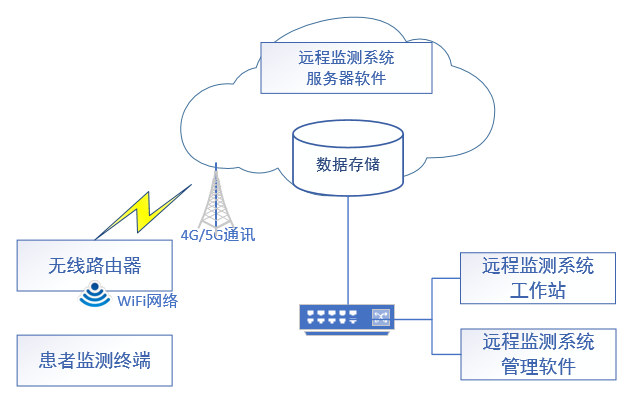 远程监测系统
服务器软件
数据存储
4G/5G通讯
无线路由器
WiFi网络
患者监测终端
远程监测系统
工作站
远程监测系统
管理软件